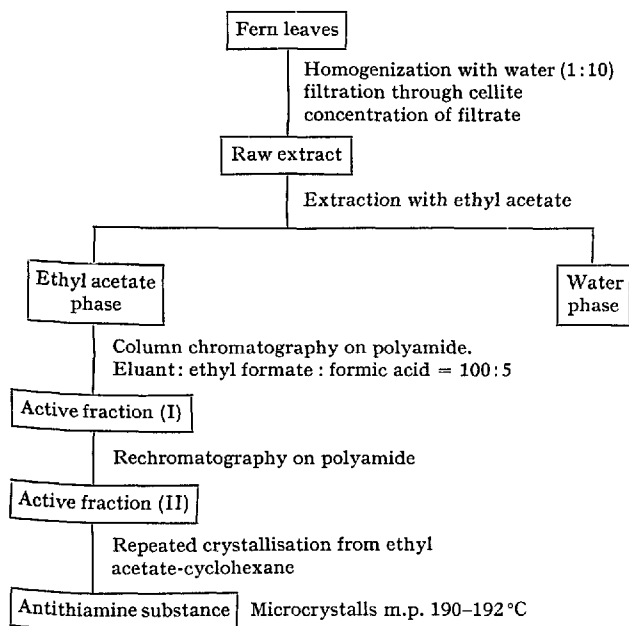 Fern leaves
Homogenization with water (1:10)
filtration through cellite
concentration of filtrate
Raw extract
Extraction with ethyl acetate
Ethyl acetate
phase
Water
phase
Column chromatography on polyamide.
Eluant: ethyl formate : formic acid = 100:5
Active fraction (I)
Rechromatography on polyamide
Active fraction (II)
Repeated crystallisation from ethyl
acetate-cyclohexane
Antithiamine substance
Microcrystalls m.p. 190–192 °C